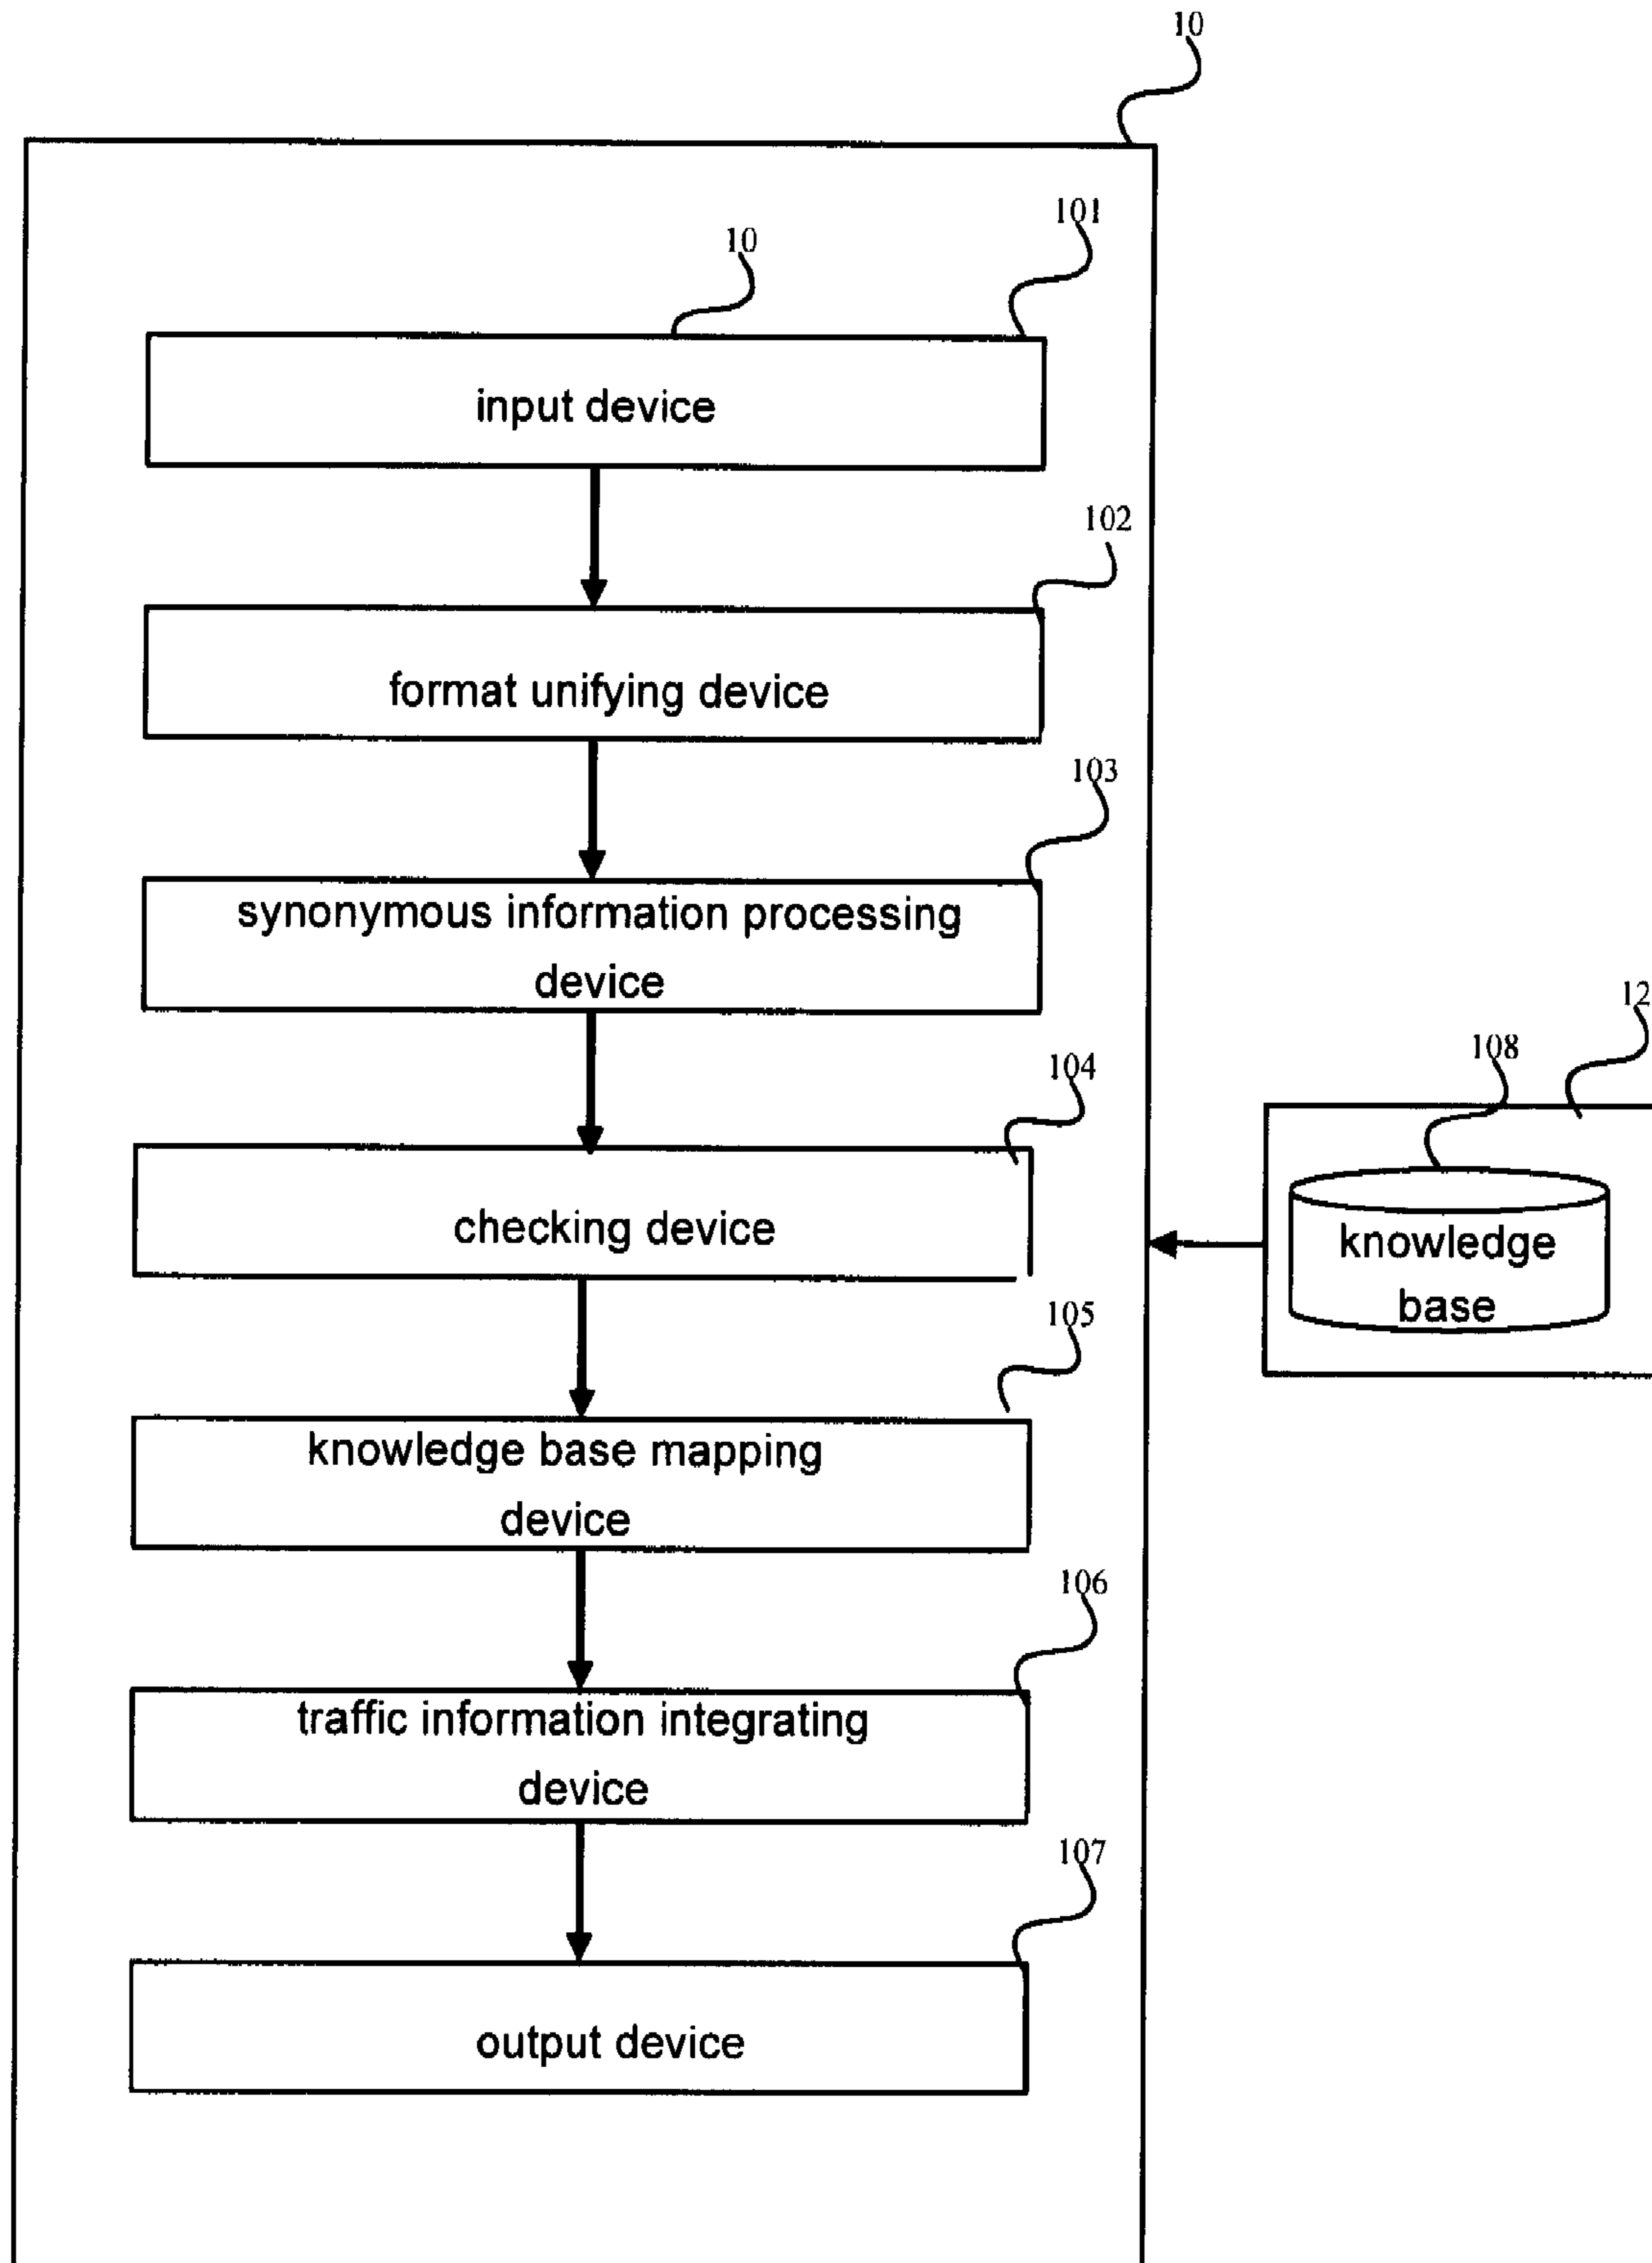 10
101
10
input device
102
format unifying device
103
synonymous information processing
device
104
checking device
12
108
knowledge
base
105
knowledge base mapping
device
106
traffic information integrating
device
107
output device